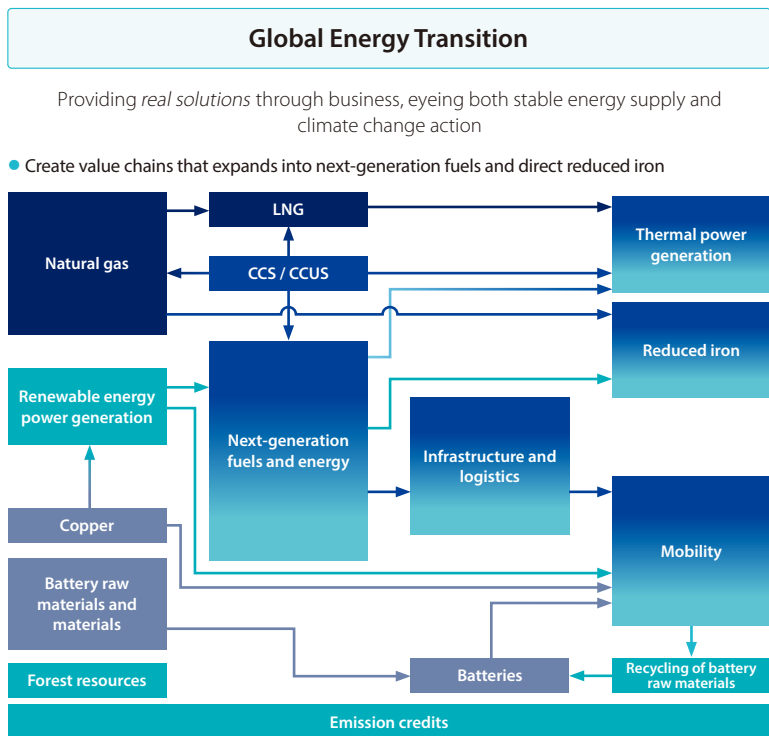 Global Energy Transition
Providing real solutions through business, eyeing both stable energy supply and
climate change action
● Create value chains that expands into next-generation fuels and direct reduced iron
Natural gas
LNG
CCS / CCUS
Thermal power
generation
Reduced iron
Renewable energy
power generation
Next-generation
fuels and energy
Infrastructure and
logistics
Copper
Mobility
Battery raw
materials and
materials
Forest resources
Batteries
Recycling of battery
raw materials
Emission credits